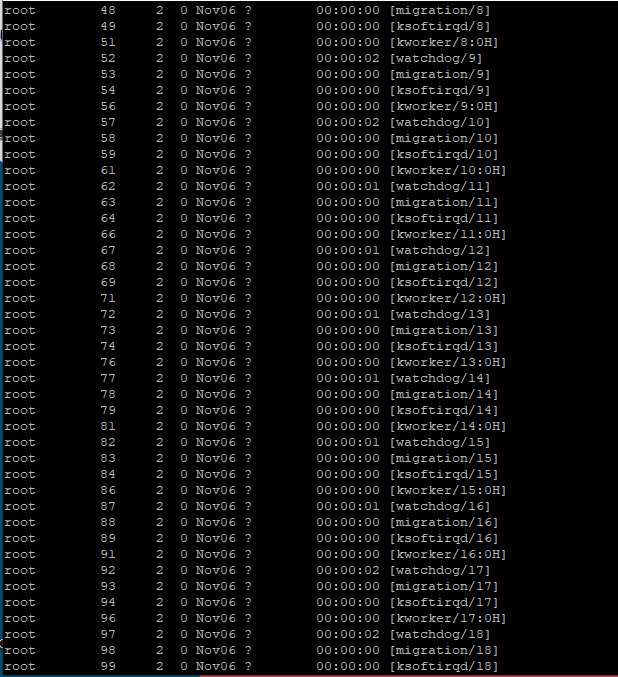 root 48 2 0 Nov06 ? 00:00:00 [migration/8]
root 49 2 0 Nov06 ? 00:00:00 [ksoftirqd/8]
root 51 2 0 Nov06 ? 00:00:00 [kworker/8:0H]
root 52 2 0 Nov06 ? 00:00:02 [watchdog/9]
root 53 2 0 Nov06 ? 00:00:00 [migration/9]
root 54 2 0 Nov06 ? 00:00:00 [ksoftirqd/9]
root 56 2 0 Nov06 ? 00:00:00 [kworker/9:0H]
root 57 2 0 Nov06 ? 00:00:02 [watchdog/10]
root 58 2 0 Nov06 ? 00:00:00 [migration/10]
root 59 2 0 Nov06 ? 00:00:00 [ksoftirqd/10]
root 61 2 0 Nov06 ? 00:00:00 [kworker/10:0H]
root 62 2 0 Nov06 ? 00:00:01 [watchdog/11]
root 63 2 0 Nov06 ? 00:00:00 [migration/11]
root 64 2 0 Nov06 ? 00:00:00 [ksoftirqd/11]
root 66 2 0 Nov06 ? 00:00:00 [kworker/11:0H]
root 67 2 0 Nov06 ? 00:00:01 [watchdog/12]
root 68 2 0 Nov06 ? 00:00:00 [migration/12]
root 69 2 0 Nov06 ? 00:00:00 [ksoftirqd/12]
root 71 2 0 Nov06 ? 00:00:00 [kworker/12:0H]
root 72 2 0 Nov06 ? 00:00:01 [watchdog/13]
root 73 2 0 Nov06 ? 00:00:00 [migration/13]
root 74 2 0 Nov06 ? 00:00:00 [ksoftirqd/13]
root 76 2 0 Nov06 ? 00:00:00 [kworker/13:0H]
root 77 2 0 Nov06 ? 00:00:01 [watchdog/14]
root 78 2 0 Nov06 ? 00:00:00 [migration/14]
root 79 2 0 Nov06 ? 00:00:00 [ksoftirqd/14]
root 81 2 0 Nov06 ? 00:00:00 [kworker/14:0H]
root 82 2 0 Nov06 ? 00:00:01 [watchdog/15]
root 83 2 0 Nov06 ? 00:00:00 [migration/15]
root 84 2 0 Nov06 ? 00:00:00 [ksoftirqd/15]
root 86 2 0 Nov06 ? 00:00:00 [kworker/15:0H]
root 87 2 0 Nov06 ? 00:00:01 [watchdog/16]
root 88 2 0 Nov06 ? 00:00:00 [migration/16]
root 89 2 0 Nov06 ? 00:00:00 [ksoftirqd/16]
root 91 2 0 Nov06 ? 00:00:00 [kworker/16:0H]
root 92 2 0 Nov06 ? 00:00:02 [watchdog/17]
root 93 2 0 Nov06 ? 00:00:00 [migration/17]
root 94 2 0 Nov06 ? 00:00:00 [ksoftirqd/17]
root 96 2 0 Nov06 ? 00:00:00 [kworker/17:0H]
root 97 2 0 Nov06 ? 00:00:02 [watchdog/18]
root 98 2 0 Nov06 ? 00:00:00 [migration/18]
root 99 2 0 Nov06 ? 00:00:00 [ksoftirqd/18]